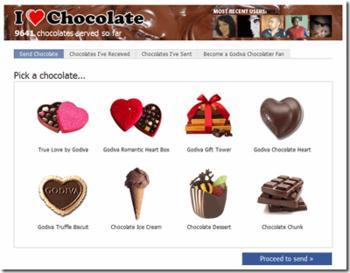 I ❤ Chocolate
9641 chocolates served so far
MOST RECENT USERS:
Send Chocolate
Chocolates I've Received
Chocolates I've Sent
Become a Godiva Chocolatier Fan
Pick a chocolate...
True Love by Godiva
Godiva Romantic Heart Box
Godiva Gift Tower
Godiva Chocolate Heart
GODIVA
Godiva Truffle Biscuit
Chocolate Ice Cream
Chocolate Dessert
Chocolate Chunk
Proceed to send »